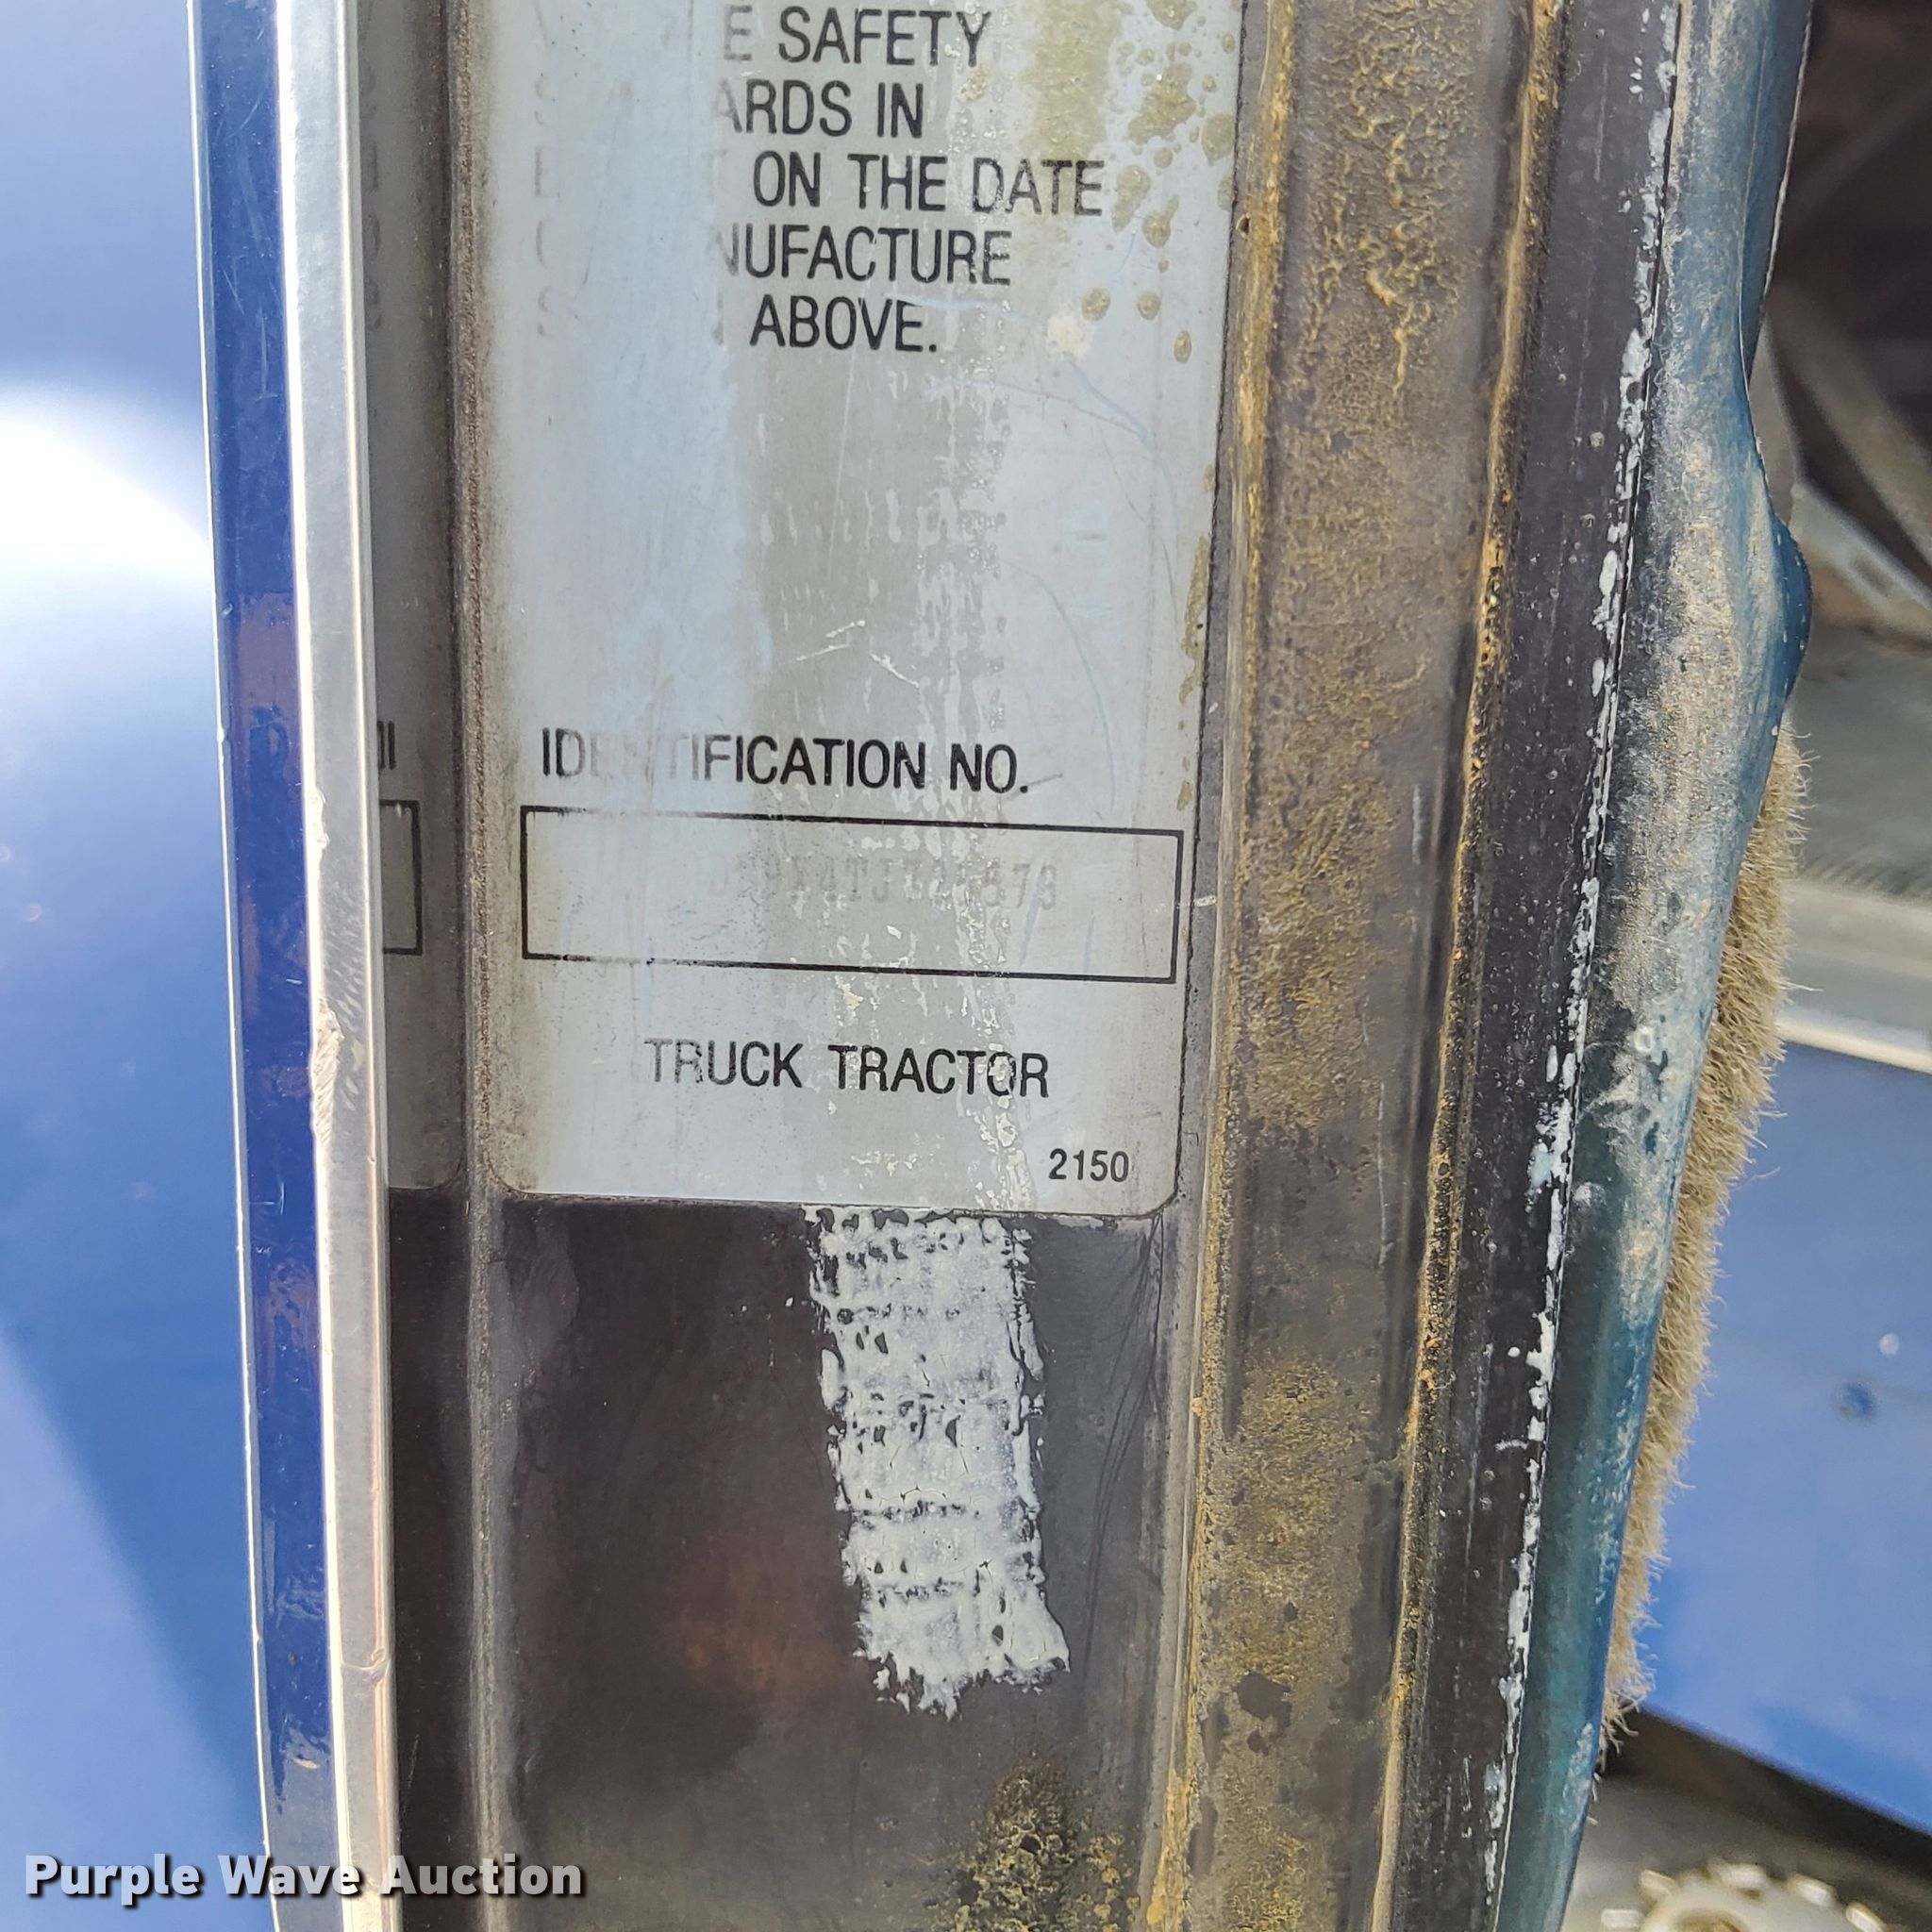 E SAFETY
ARDS IN
ON THE DATE
NUFACTURE
ABOVE.
IDENTIFICATION NO.
TRUCK TRACTOR
2150
Purple Wave Auction